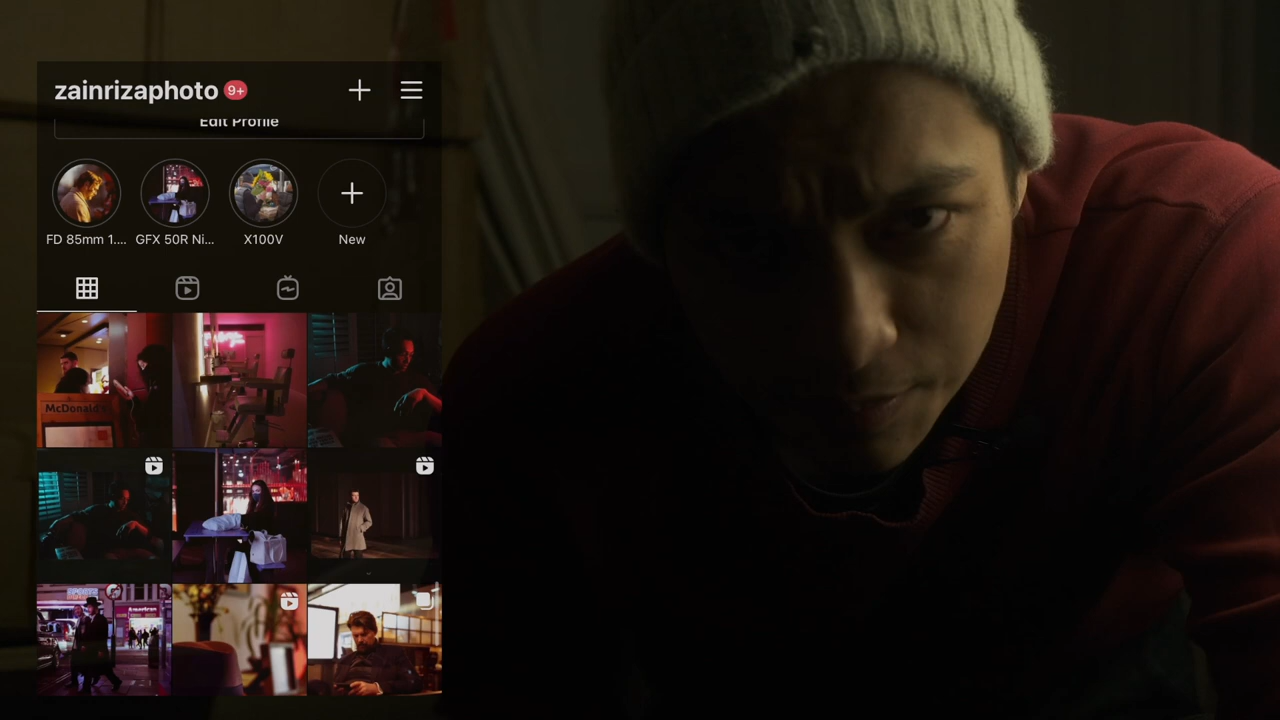 zainrizaphoto 9+
Edit Profile
FD 85mm 1.... GFX 50R Ni... X100V New
McDonald
American